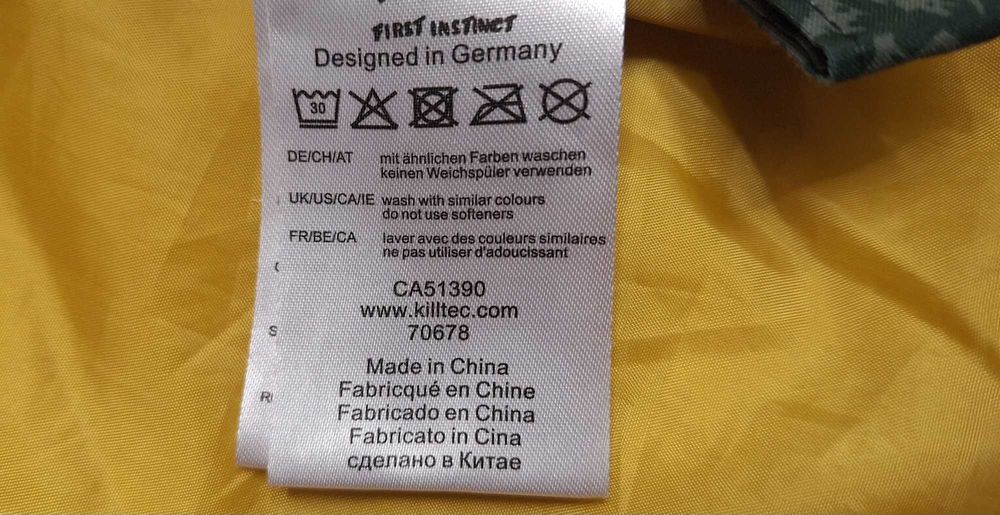 FIRST INSTINCT
Designed in Germany
30
DE/CH/AT mit ähnlichen Farben waschen
keinen Weichspüler verwenden
UK/US/CA/IE wash with similar colours
do not use softeners
FR/BE/CA laver avec des couleurs similaires
ne pas utiliser d'adoucissant
CA51390
www.killtec.com
70678
Made in China
Fabricqué en Chine
Fabricado en China
Fabricato in Cina
сделано в Китае